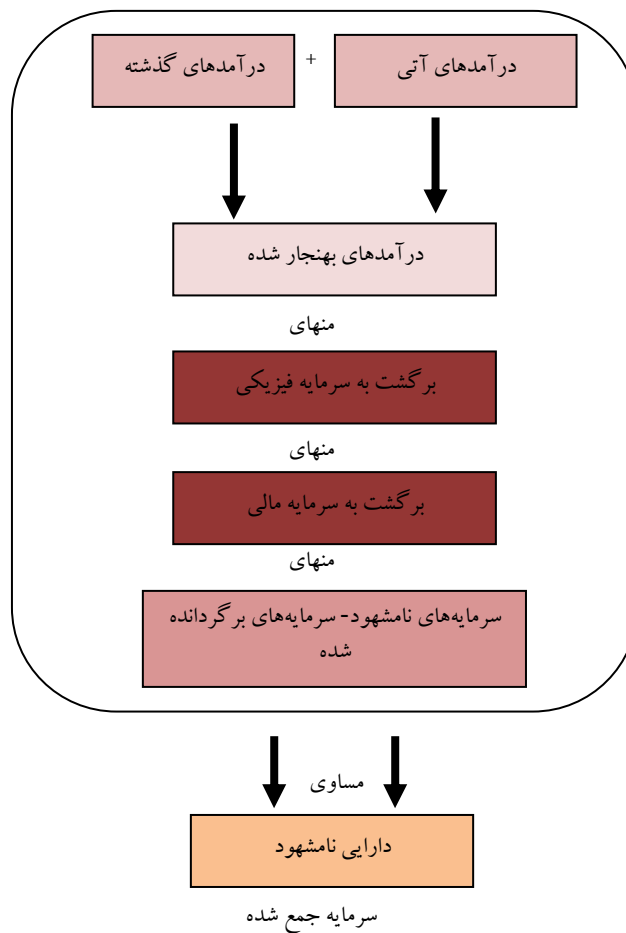 درآمدهای آتی
+
درآمدهای گذشته
درآمدهای بهنجار شده
منهای
برگشت به سرمایه فیزیکی
منهای
برگشت به سرمایه مالی
منهای
سرمایه‌های نامشهود- سرمایه‌های برگردانده
شده
مساوی
دارایی نامشهود
سرمایه جمع شده